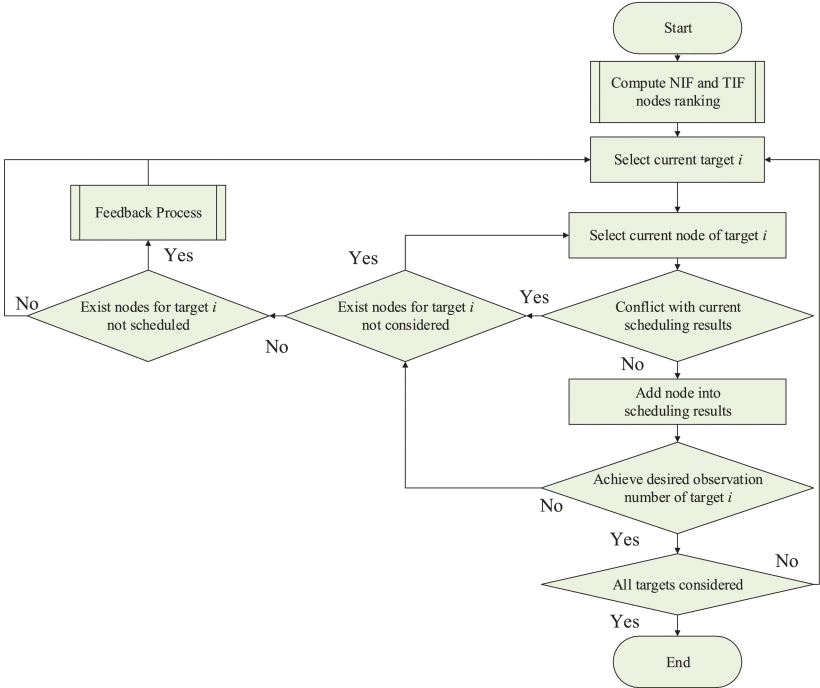 Start
Compute NIF and TIF
nodes ranking
Select current target i
Feedback Process
Select current node of target i
Yes
Yes
No
Exist nodes for target i
not scheduled
Exist nodes for target i
not considered
Yes
Conflict with current
scheduling results
No
No
Add node into
scheduling results
Achieve desired observation
number of target i
No
Yes
No
All targets considered
Yes
End